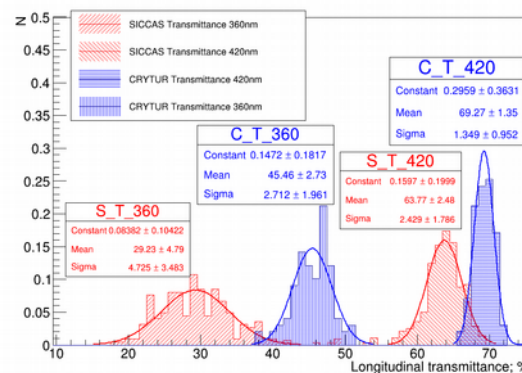 N
0.5
0.45
0.4
0.35
0.3
0.25
0.2
0.15
0.1
0.05
0
SICCAS Transmittance 360nm
SICCAS Transmittance 420nm
CRYTUR Transmittance 420nm
CRYTUR Transmittance 360nm
C_T_420
Constant 0.2959 ± 0.3631
Mean 69.27 ± 1.35
Sigma 1.349 ± 0.952
C_T_360
Constant 0.1472 ± 0.1817
Mean 45.46 ± 2.73
Sigma 2.712 ± 1.961
S_T_420
Constant 0.1597 ± 0.1999
Mean 63.77 ± 2.48
Sigma 2.429 ± 1.786
S_T_360
Constant 0.08382 ± 0.10422
Mean 29.23 ± 4.79
Sigma 4.725 ± 3.483
10 20 30 40 50 60 70
Longitudinal transmittance; %